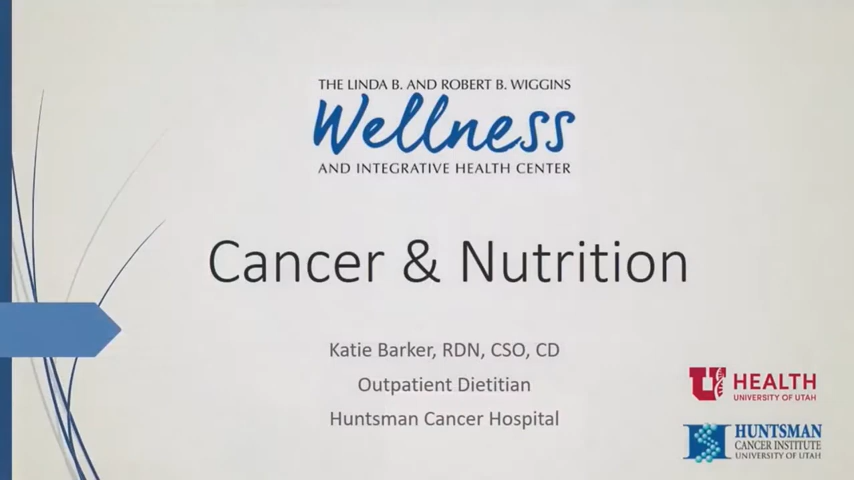 THE LINDA B. AND ROBERT B. WIGGINS
Wellness
AND INTEGRATIVE HEALTH CENTER
Cancer & Nutrition
Katie Barker, RDN, CSO, CD
Outpatient Dietitian
Huntsman Cancer Hospital
U HEALTH
UNIVERSITY OF UTAH
HUNTSMAN
CANCER INSTITUTE
UNIVERSITY OF UTAH